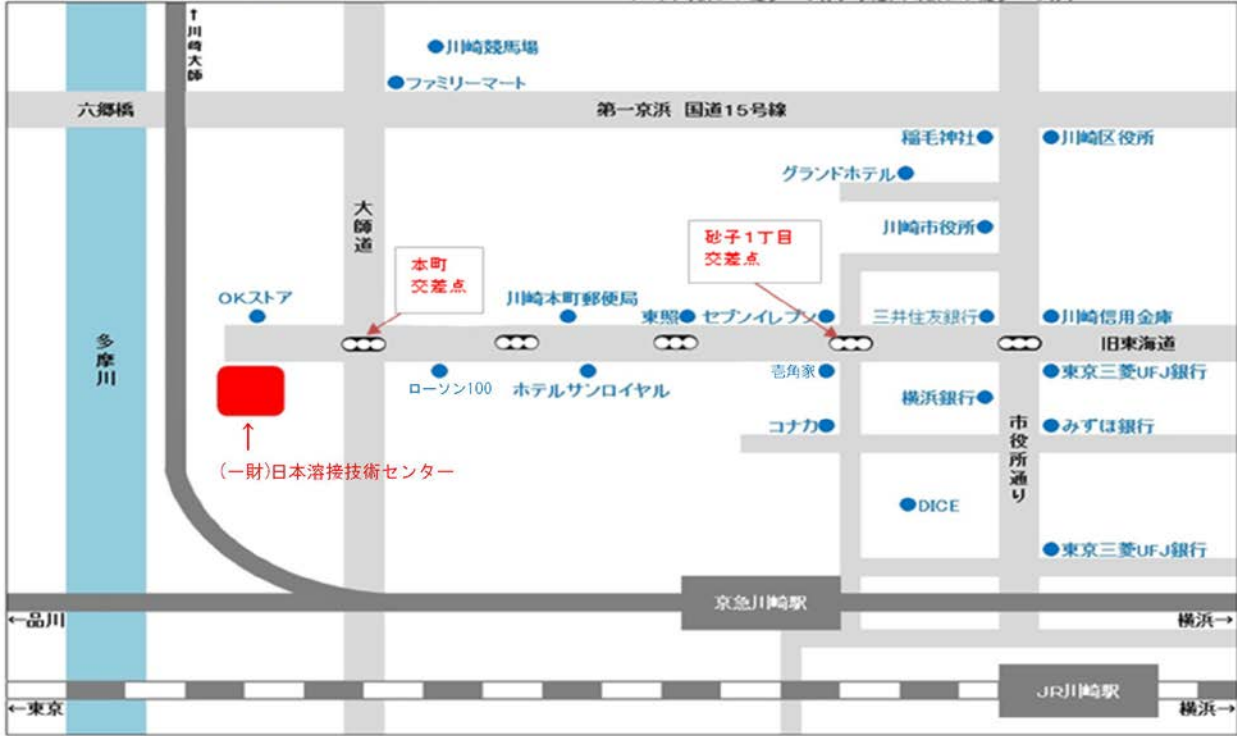 ↑川崎大師
川崎競馬場
ファミリーマート
六郷橋
第一京浜 国道15号線
稲毛神社
川崎区役所
グランドホテル
大師道
砂子1丁目
交差点
川崎市役所
本町
交差点
OKストア
川崎本町郵便局
東照
セブンイレブン
三井住友銀行
川崎信用金庫
多摩川
旧東海道
ローソン100
ホテルサンロイヤル
壱角家
横浜銀行
東京三菱UFJ銀行
コナカ
市役所通り
みずほ銀行
↑
(一財)日本溶接技術センター
DICE
東京三菱UFJ銀行
京急川崎駅
←品川
横浜→
JR川崎駅
←東京
横浜→